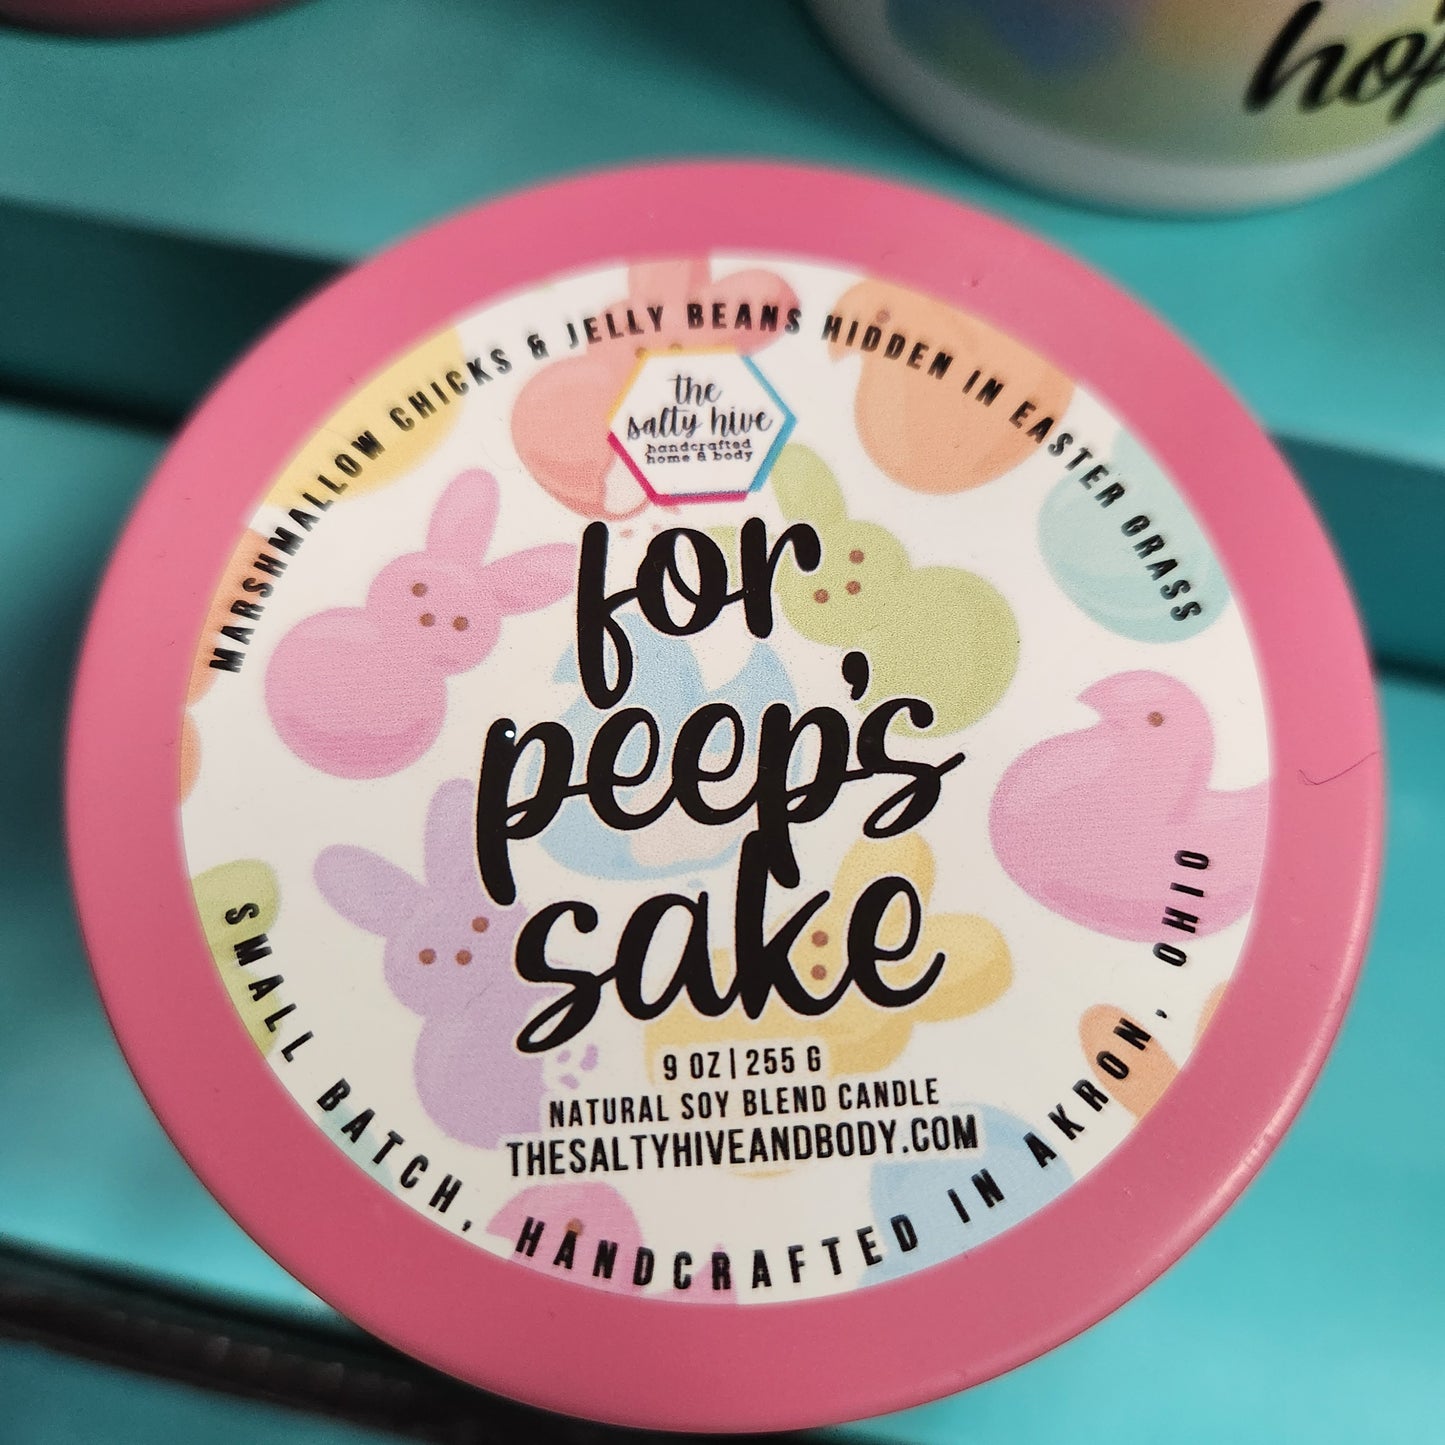 MARSHMALLOW CHICKS & JELLY BEANS HIDDEN IN EASTER GRASS
the
salty hive
handcrafted
home & body
for
peep's
sake
9 OZ | 255 G
NATURAL SOY BLEND CANDLE
THESALTYHIVEANDBODY.COM
SMALL BATCH, HANDCRAFTED IN AKRON, OHIO